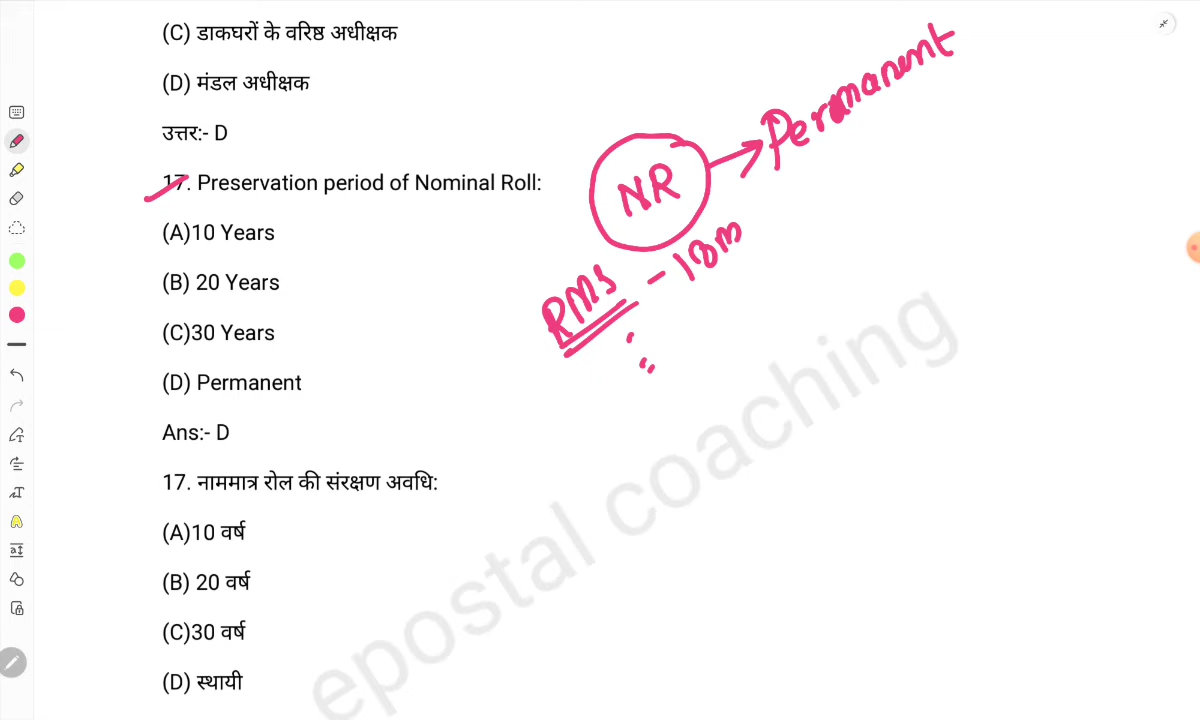 (C) डाकघरों के वरिष्ठ अधीक्षक
(D) मंडल अधीक्षक
उत्तर:- D
17. Preservation period of Nominal Roll:
(A)10 Years
(B) 20 Years
(C)30 Years
(D) Permanent
Ans:- D
17. नाममात्र रोल की संरक्षण अवधि:
(A)10 वर्ष
(B) 20 वर्ष
(C)30 वर्ष
(D) स्थायी
NR
Permanent
RMS - 18m
epostal coaching